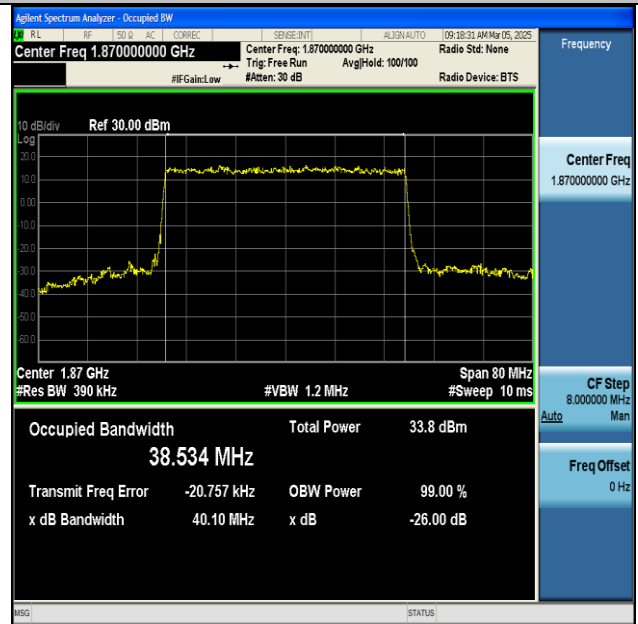 Agilent Spectrum Analyzer - Occupied BW
LXI RL RF 50 Ω AC CORREC SENSE:INT ALIGN AUTO 09:18:31 AM Mar 05, 2025
Center Freq 1.870000000 GHz
Center Freq: 1.870000000 GHz
Radio Std: None
Trig: Free Run Avg|Hold: 100/100
#IFGain:Low #Atten: 30 dB Radio Device: BTS
10 dB/div Ref 30.00 dBm
Log
20.0
10.0
0.00
-10.0
-20.0
-30.0
-40.0
-50.0
-60.0
Center 1.87 GHz Span 80 MHz
#Res BW 390 kHz #VBW 1.2 MHz #Sweep 10 ms
Occupied Bandwidth Total Power 33.8 dBm
38.534 MHz
Transmit Freq Error -20.757 kHz OBW Power 99.00 %
x dB Bandwidth 40.10 MHz x dB -26.00 dB
MSG STATUS
Frequency
Center Freq
1.870000000 GHz
CF Step
8.000000 MHz
Auto Man
Freq Offset
0 Hz